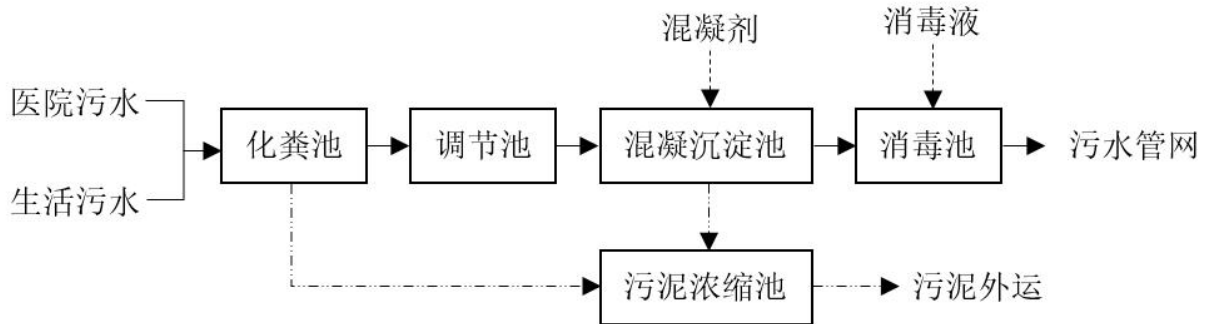 混凝剂
消毒液
医院污水
生活污水
化粪池
调节池
混凝沉淀池
消毒池
污水管网
污泥浓缩池
污泥外运